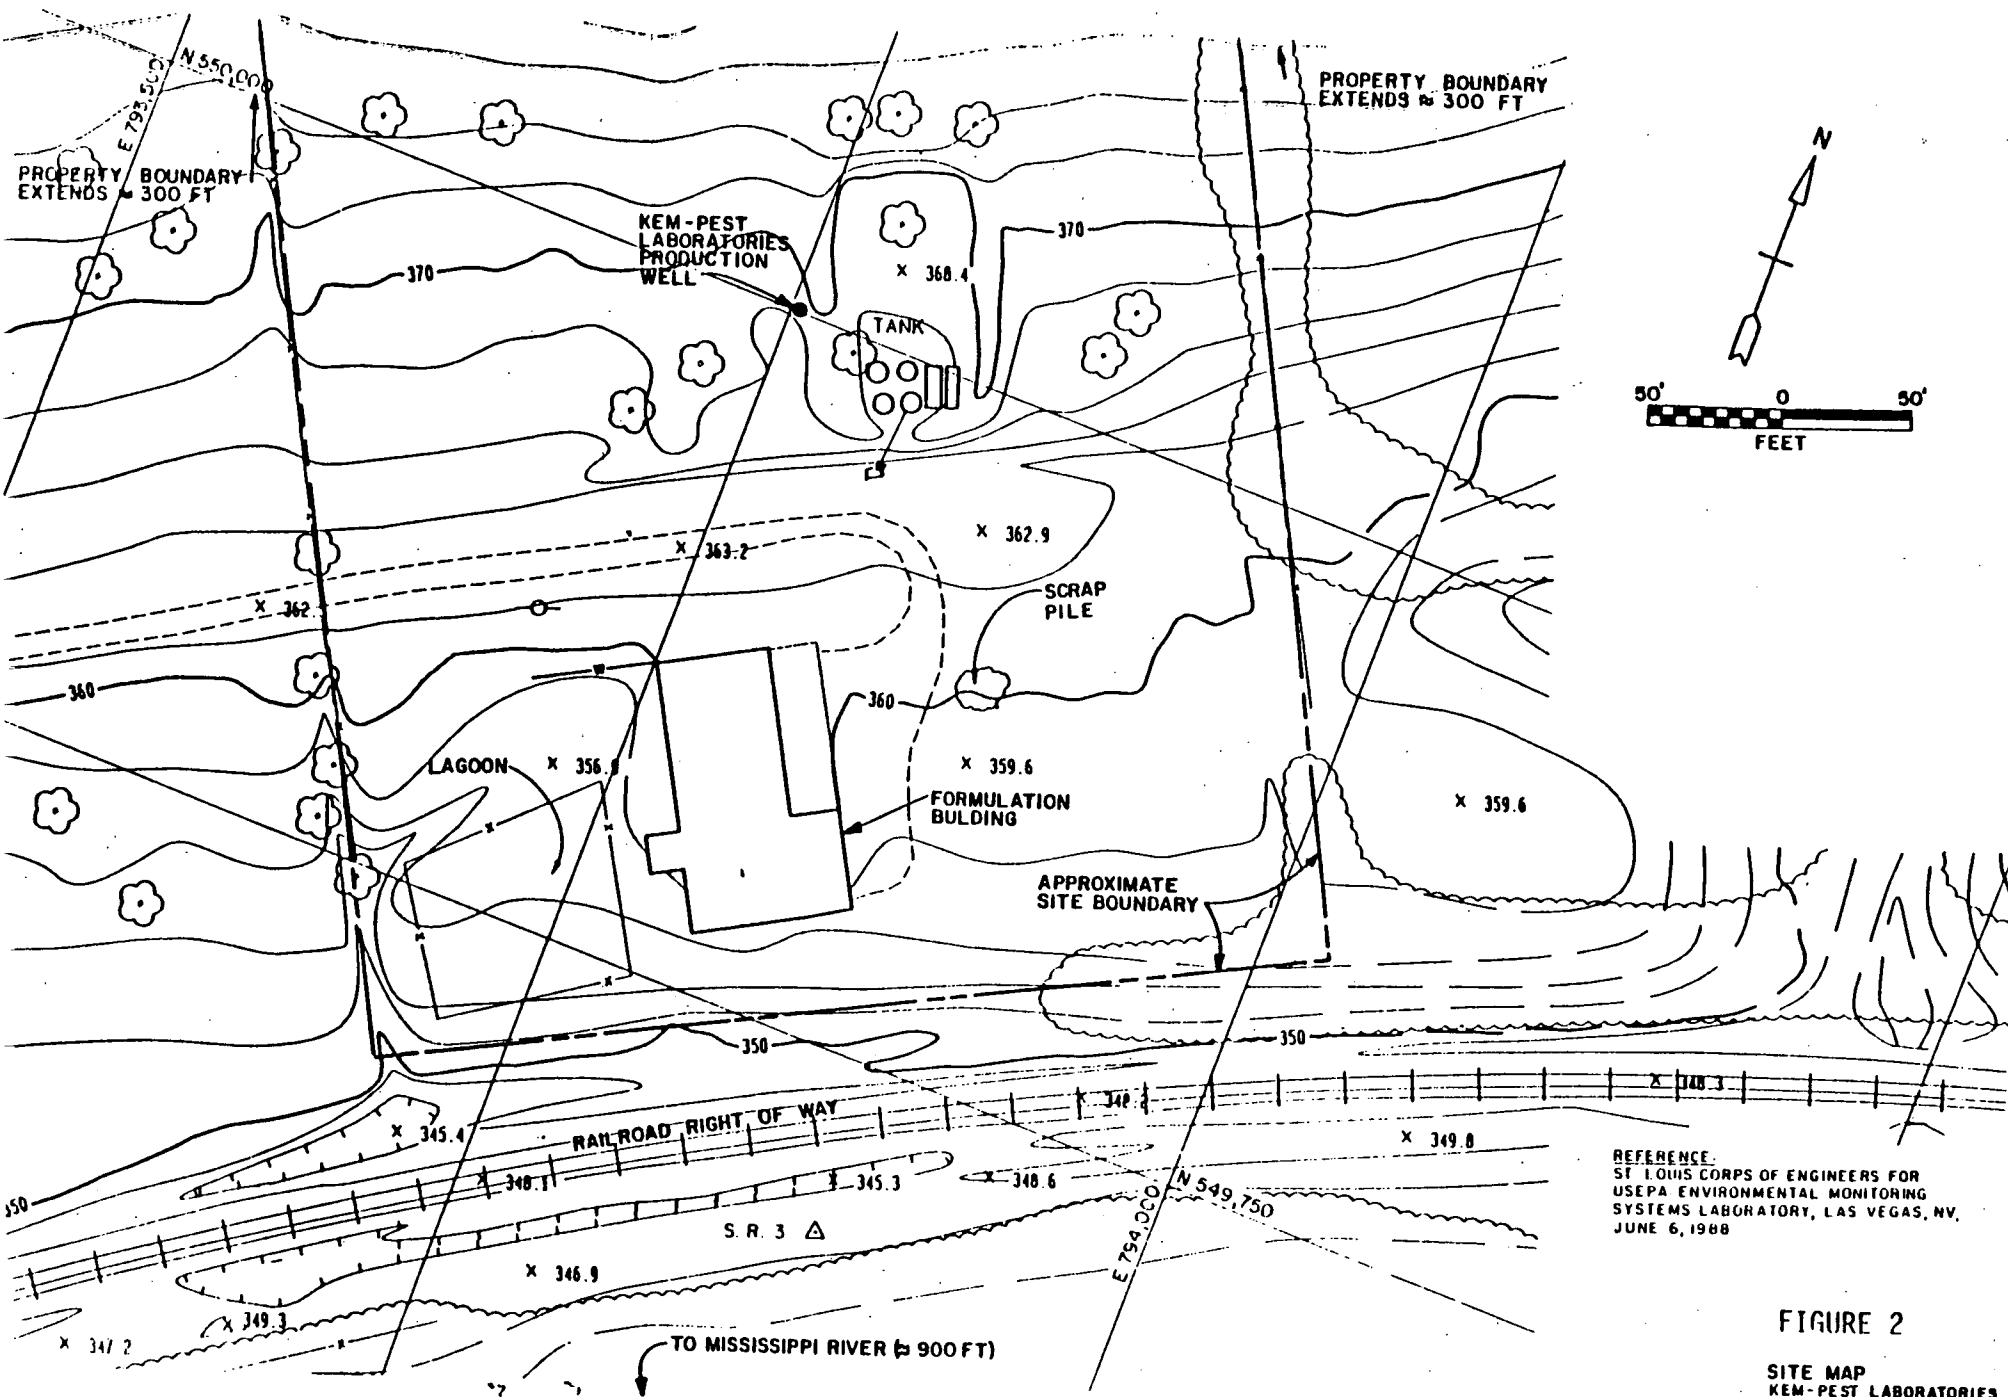 N 550,000
E 793,500
PROPERTY BOUNDARY
EXTENDS ≈ 300 FT
PROPERTY BOUNDARY
EXTENDS ≈ 300 FT
N
KEM-PEST
LABORATORIES
PRODUCTION
WELL
370
370
368.4
TANK
50' 0 50'
FEET
362.9
363.2
362
SCRAP
PILE
360
360
LAGOON
356.
359.6
359.6
FORMULATION
BULDING
APPROXIMATE
SITE BOUNDARY
350
350
348.3
345.4
RAILROAD RIGHT OF WAY
349.8
348.1
345.3
348.6
N 549,750
E 794,000
350
S.R. 3
346.9
349.3
347.2
TO MISSISSIPPI RIVER (≈ 900 FT)
REFERENCE:
ST LOUIS CORPS OF ENGINEERS FOR
USEPA ENVIRONMENTAL MONITORING
SYSTEMS LABORATORY, LAS VEGAS, NV,
JUNE 6, 1988
FIGURE 2
SITE MAP
KEM-PEST LABORATORIES